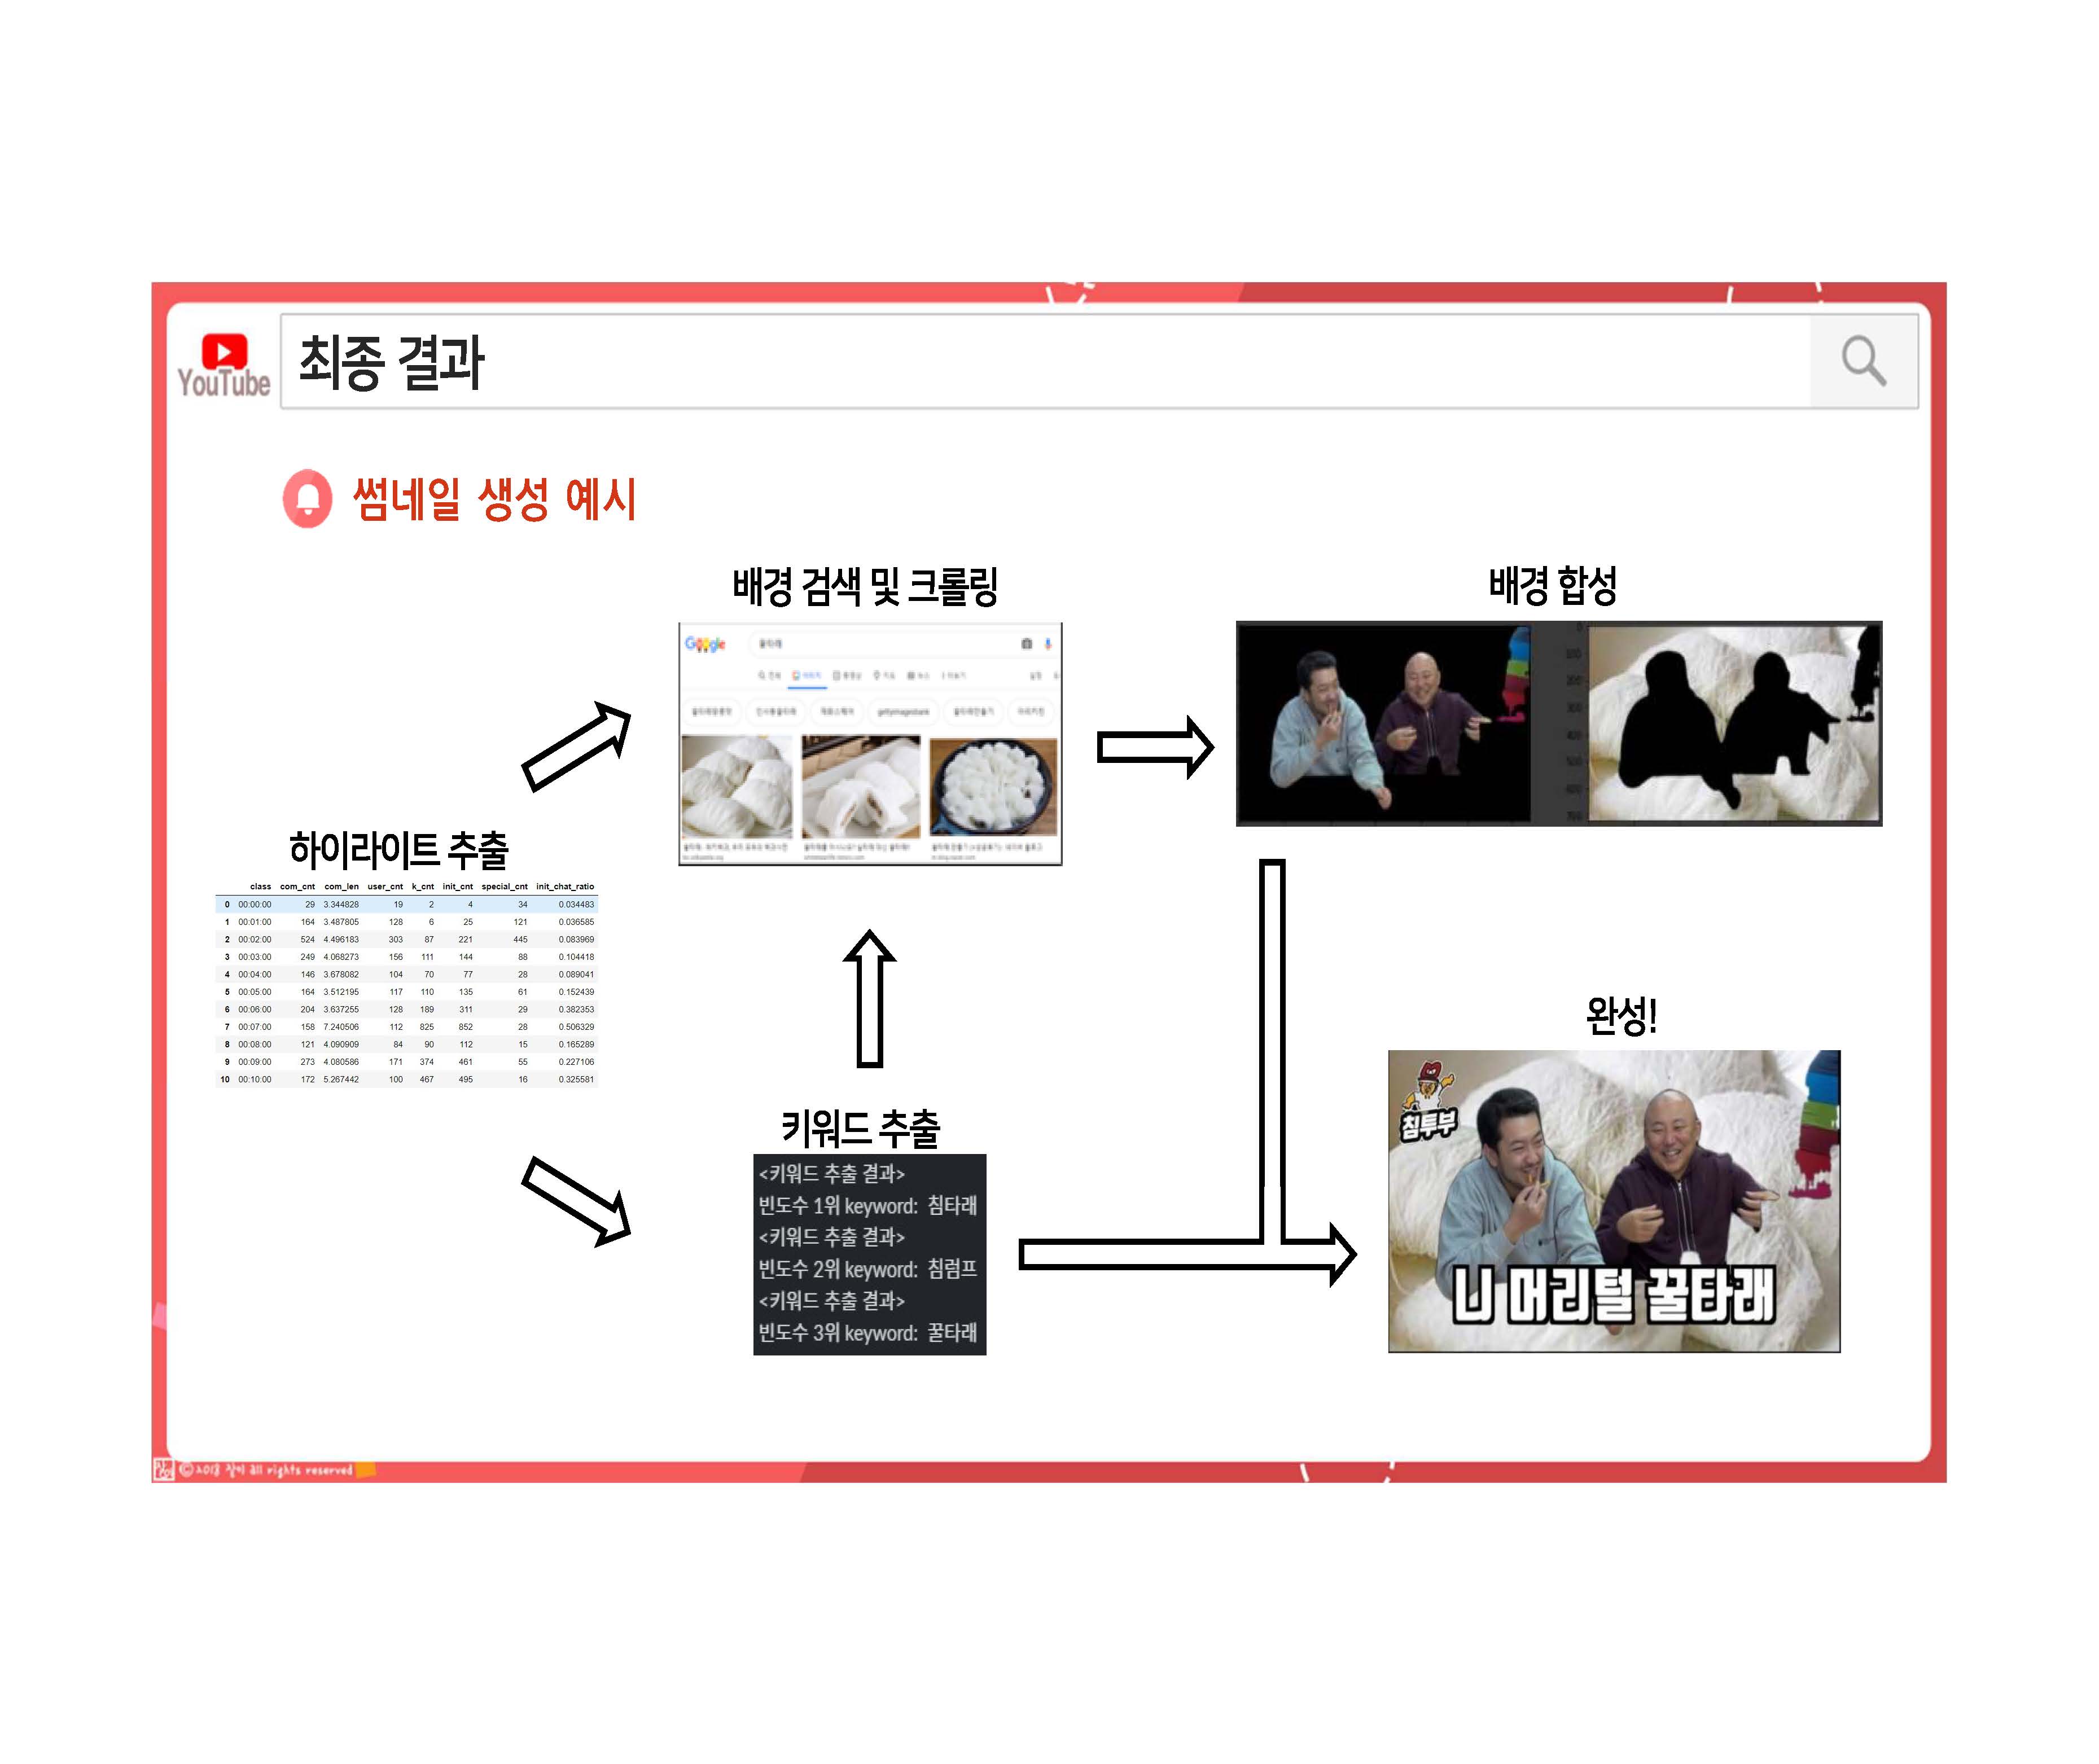 YouTube
최종 결과
썸네일 생성 예시
배경 검색 및 크롤링
배경 합성
Google
꿀타래
gettyimagesbank
하이라이트 추출
class com_cnt com_len user_cnt k_cnt init_cnt special_cnt init_chat_ratio
0 00:00:00 29 3.344828 19 2 4 34 0.034483
1 00:01:00 164 3.487805 128 6 25 121 0.036585
2 00:02:00 524 4.496183 303 87 221 445 0.083969
3 00:03:00 249 4.068273 156 111 144 88 0.104418
4 00:04:00 146 3.678082 104 70 77 28 0.089041
5 00:05:00 164 3.512195 117 110 135 61 0.152439
6 00:06:00 204 3.637255 128 189 311 29 0.382353
7 00:07:00 158 7.240506 112 825 852 28 0.506329
8 00:08:00 121 4.090909 84 90 112 15 0.165289
9 00:09:00 273 4.080586 171 374 461 55 0.227106
10 00:10:00 172 5.267442 100 467 495 16 0.325581
키워드 추출
<키워드 추출 결과>
빈도수 1위 keyword: 침타래
<키워드 추출 결과>
빈도수 2위 keyword: 침럼프
<키워드 추출 결과>
빈도수 3위 keyword: 꿀타래
완성!
침투부
니 머리털 꿀타래
© 2018 짱이 all rights reserved